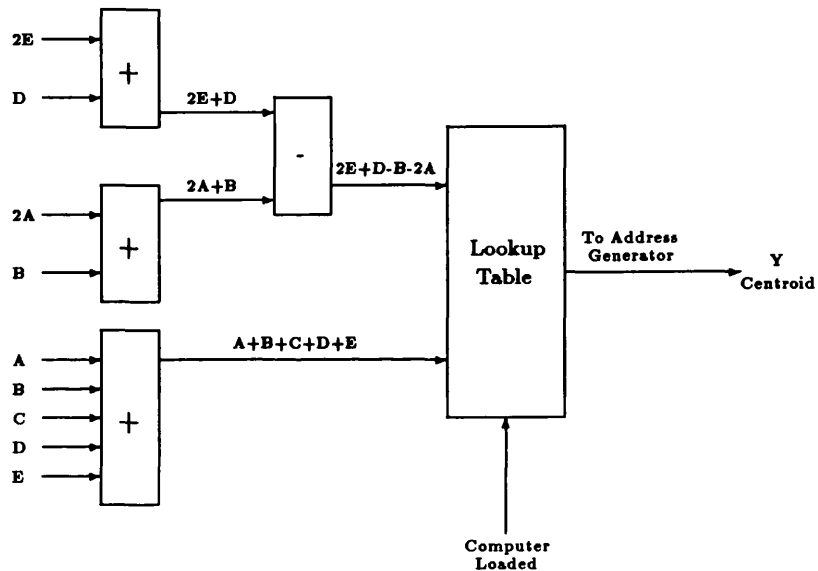 2E
+
D
2E+D
-
2E+D-B-2A
2A+B
2A
+
B
Lookup
Table
To Address
Generator
Y
Centroid
A+B+C+D+E
A
B
C
+
D
E
Computer
Loaded